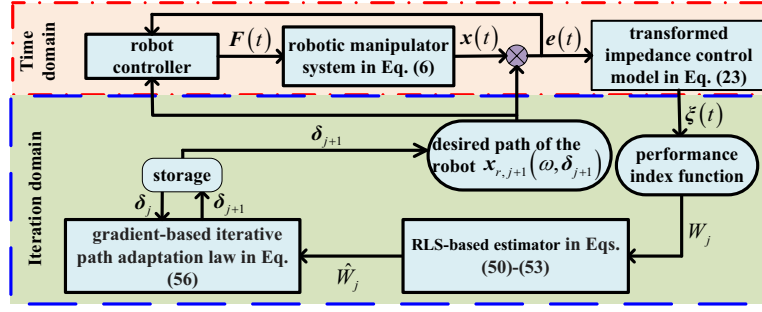 Time
domain
robot
controller
F(t)
robotic manipulator
system in Eq. (6)
x(t)
e(t)
transformed
impedance control
model in Eq. (23)
ξ(t)
Iteration domain
δ_{j+1}
desired path of the
robot x_{r,j+1}(ω,δ_{j+1})
performance
index function
storage
δ_j
δ_{j+1}
gradient-based iterative
path adaptation law in Eq.
(56)
Ŵ_j
RLS-based estimator in Eqs.
(50)-(53)
W_j